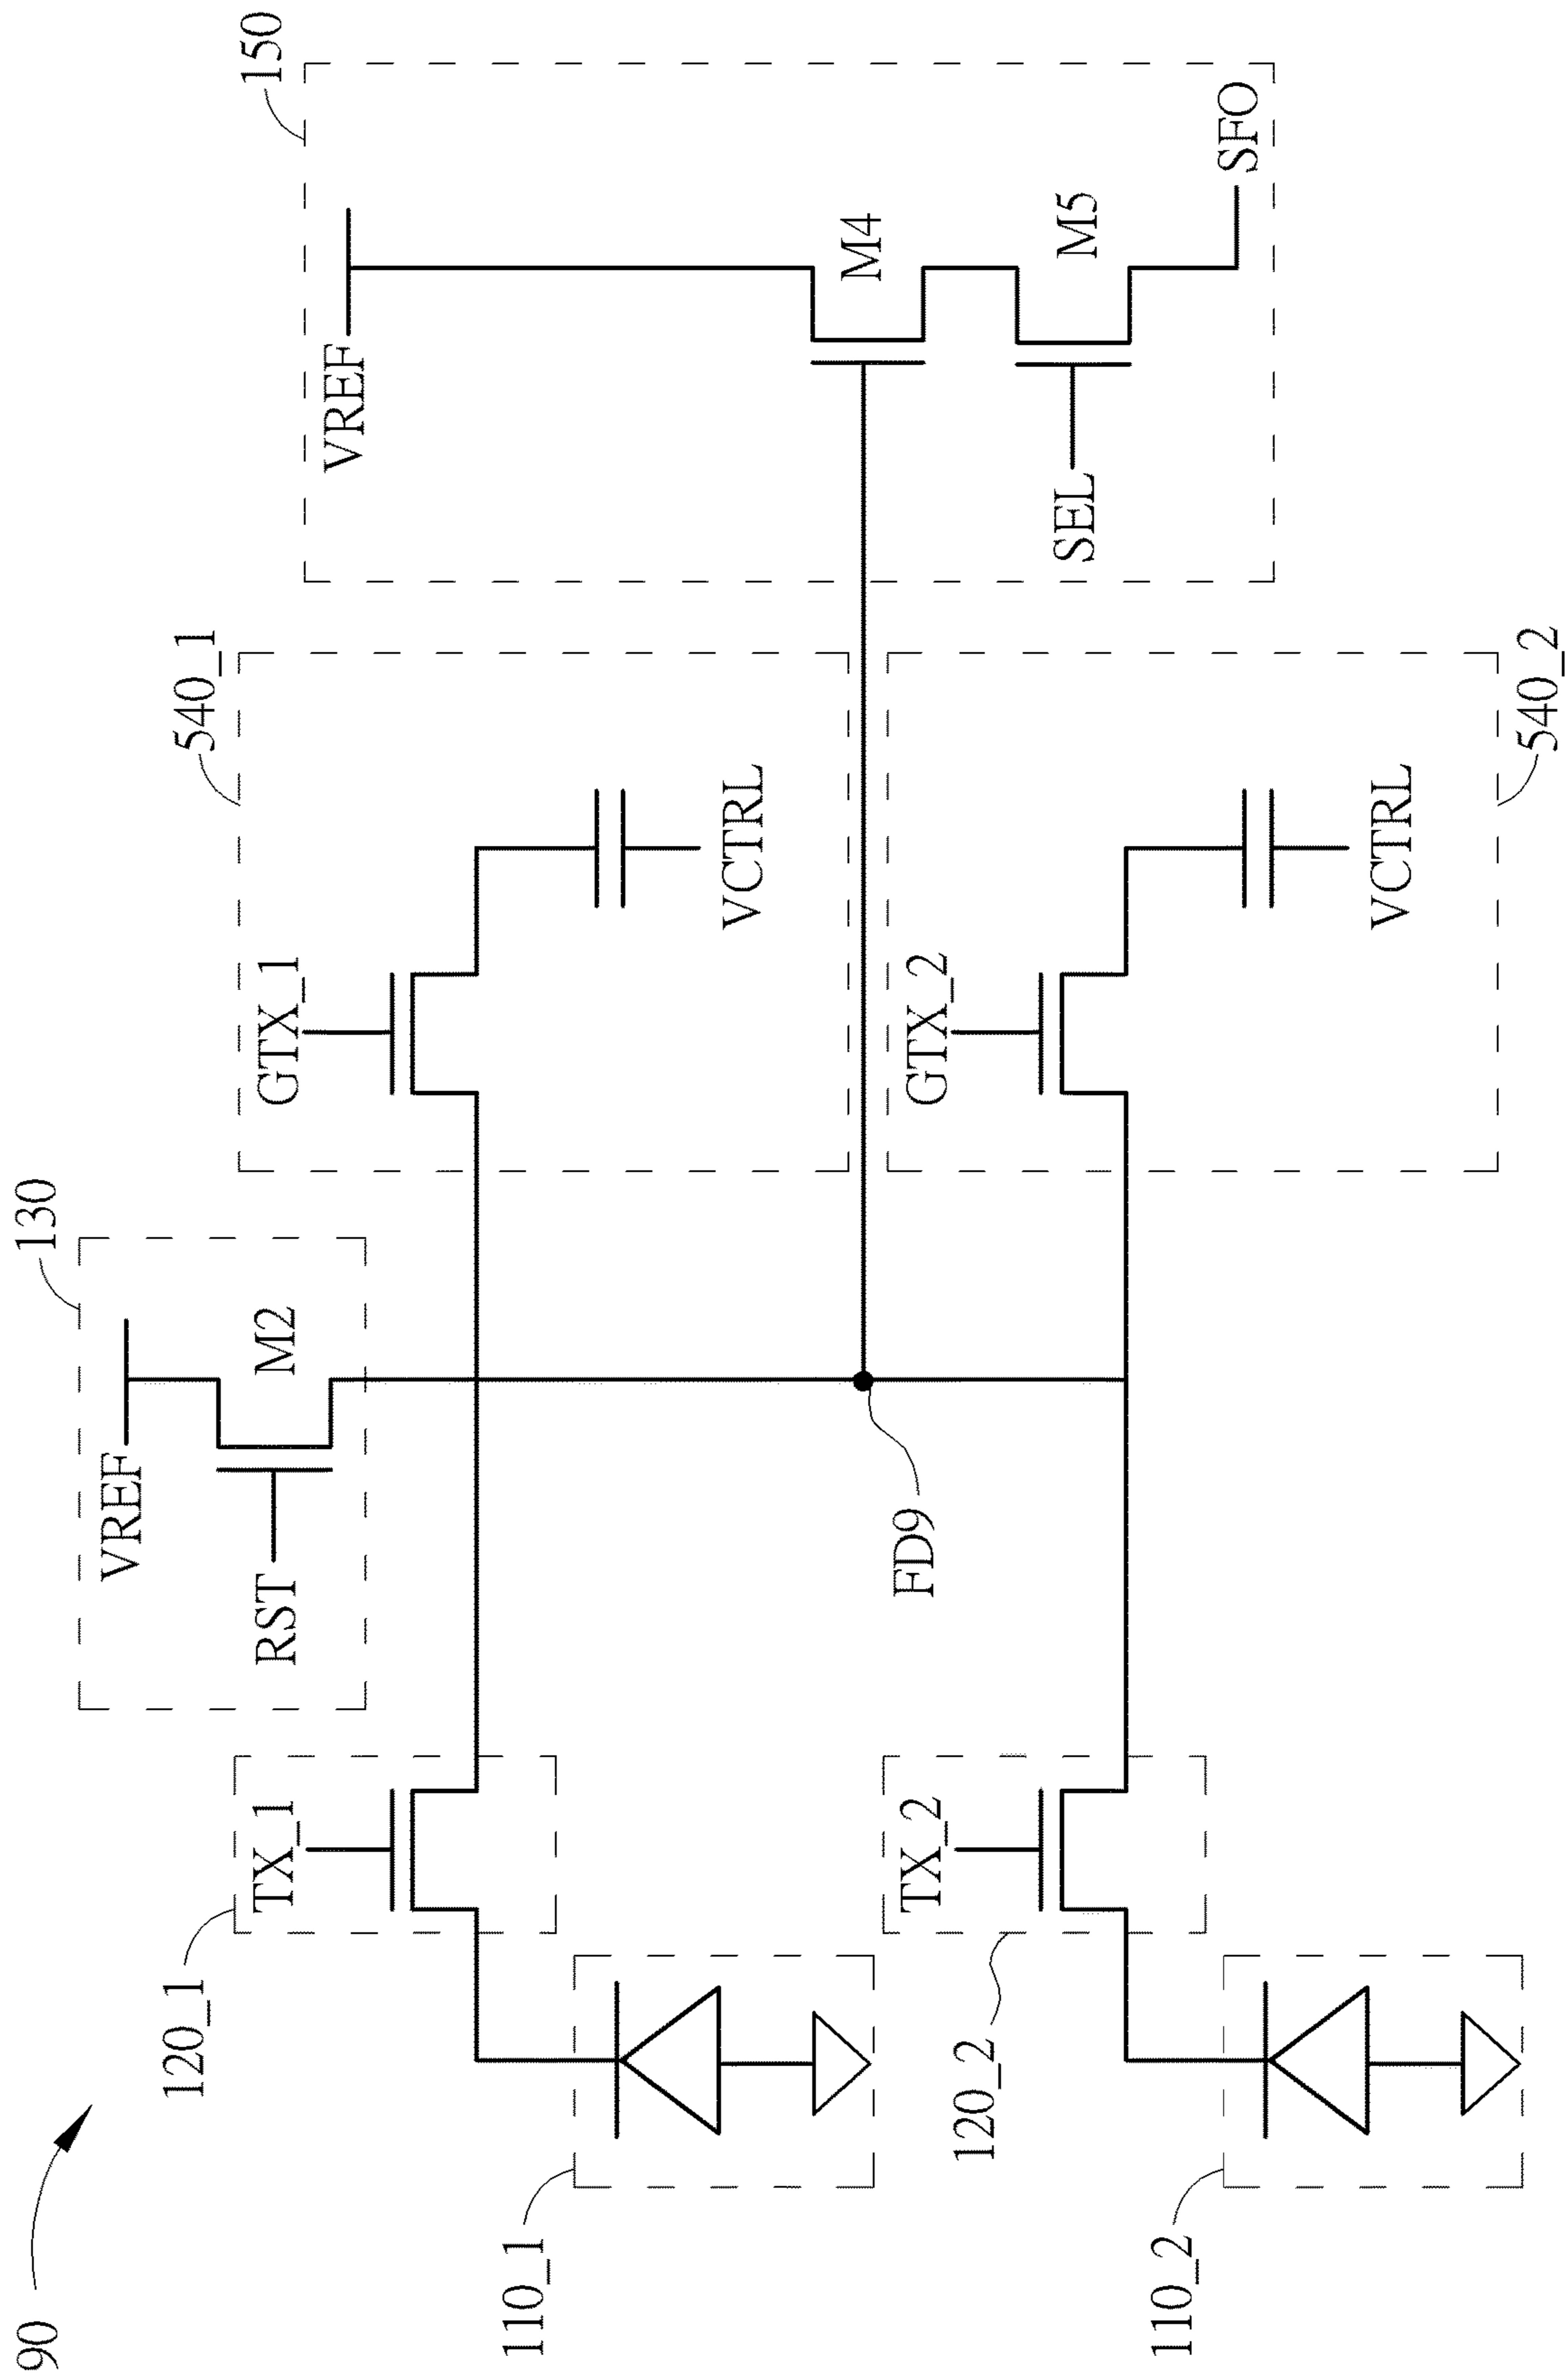 90
130
VREF
RST
M2
120_1
TX_1
GTX_1
540_1
VCTRL
150
VREF
M4
M5
SEL
SFO
110_1
FD9
120_2
TX_2
GTX_2
VCTRL
540_2
110_2